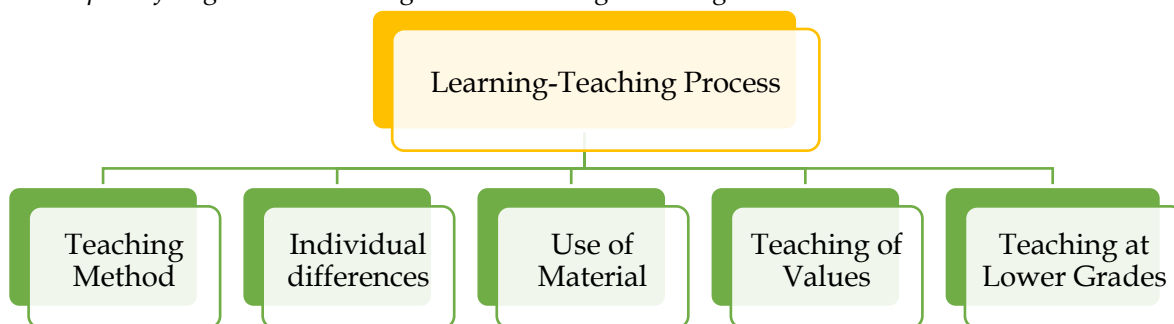 Learning-Teaching Process
Teaching
Method
Individual
differences
Use of
Material
Teaching of
Values
Teaching at
Lower Grades